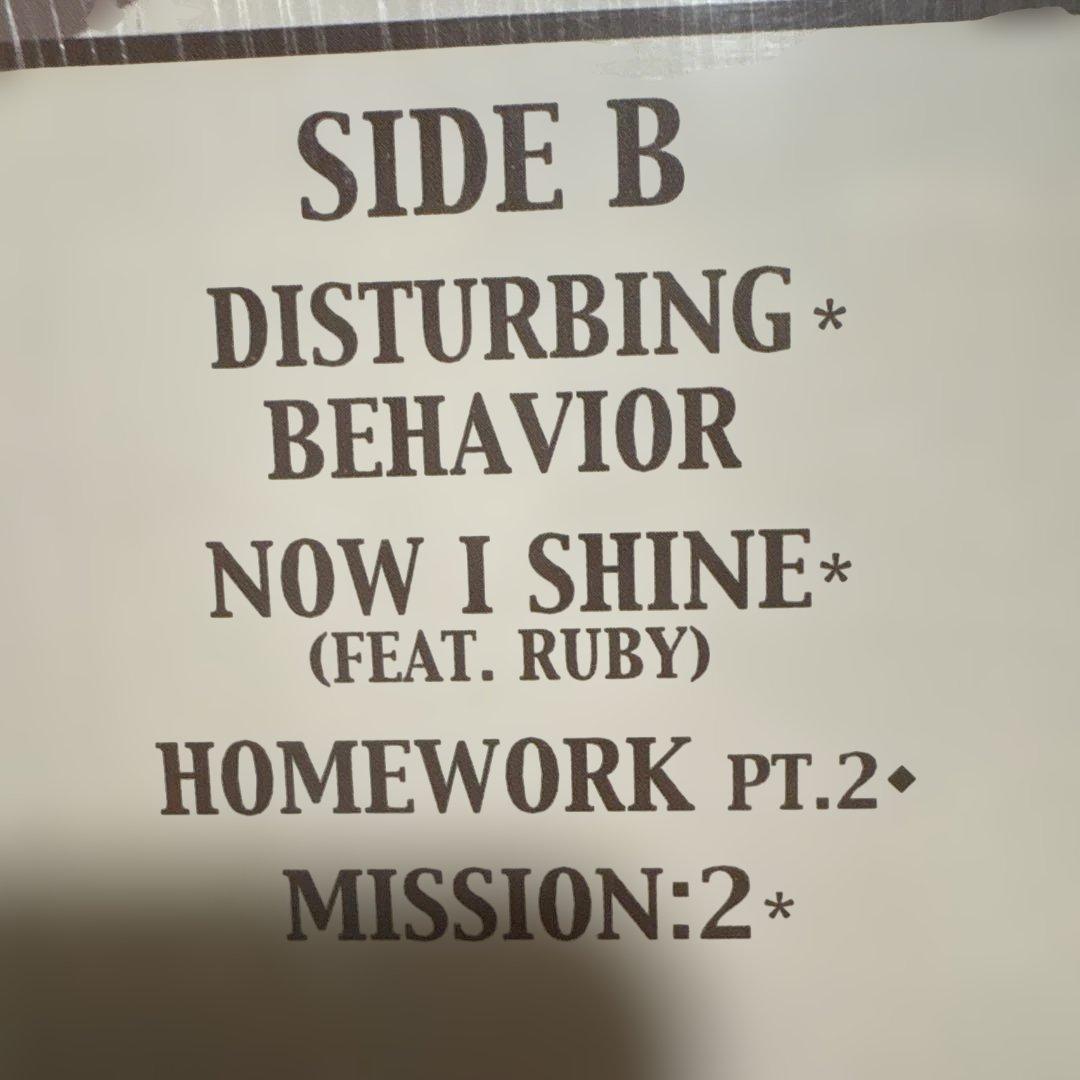 SIDE B
DISTURBING *
BEHAVIOR
NOW I SHINE*
(FEAT. RUBY)
HOMEWORK PT.2◆
MISSION:2*